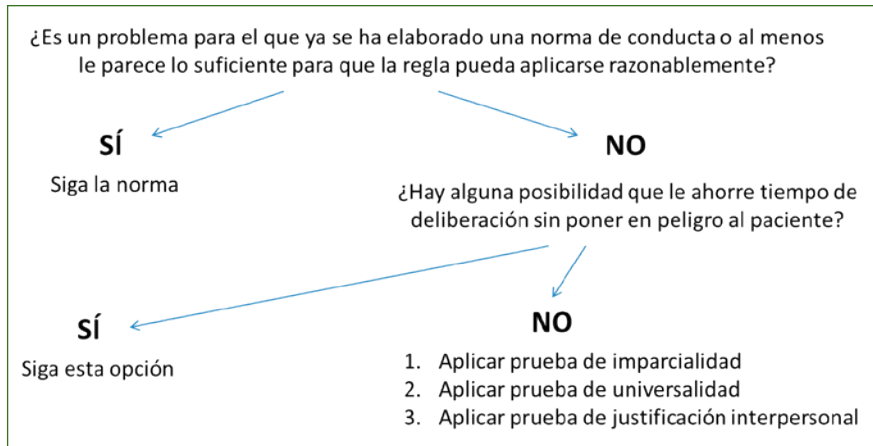 ¿Es un problema para el que ya se ha elaborado una norma de conducta o al menos
le parece lo suficiente para que la regla pueda aplicarse razonablemente?
SÍ
Siga la norma
NO
¿Hay alguna posibilidad que le ahorre tiempo de
deliberación sin poner en peligro al paciente?
SÍ
Siga esta opción
NO
1. Aplicar prueba de imparcialidad
2. Aplicar prueba de universalidad
3. Aplicar prueba de justificación interpersonal